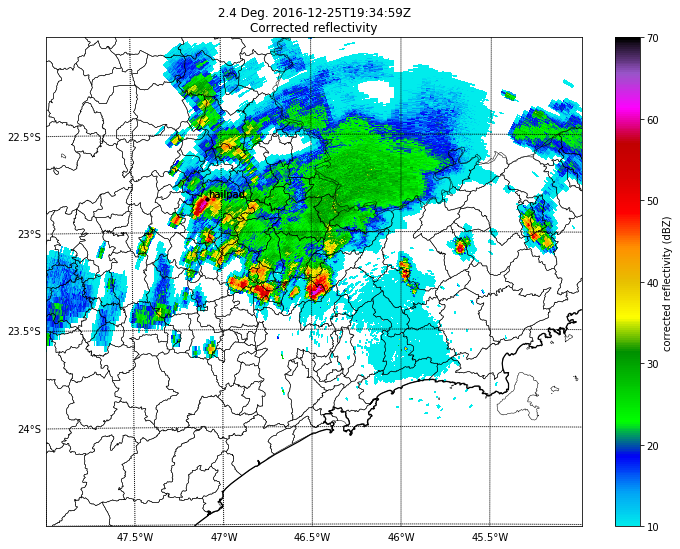 2.4 Deg. 2016-12-25T19:34:59Z
Corrected reflectivity
22.5°S
23°S
23.5°S
24°S
47.5°W
47°W
46.5°W
46°W
45.5°W
70
60
50
40
30
20
10
corrected reflectivity (dBZ)